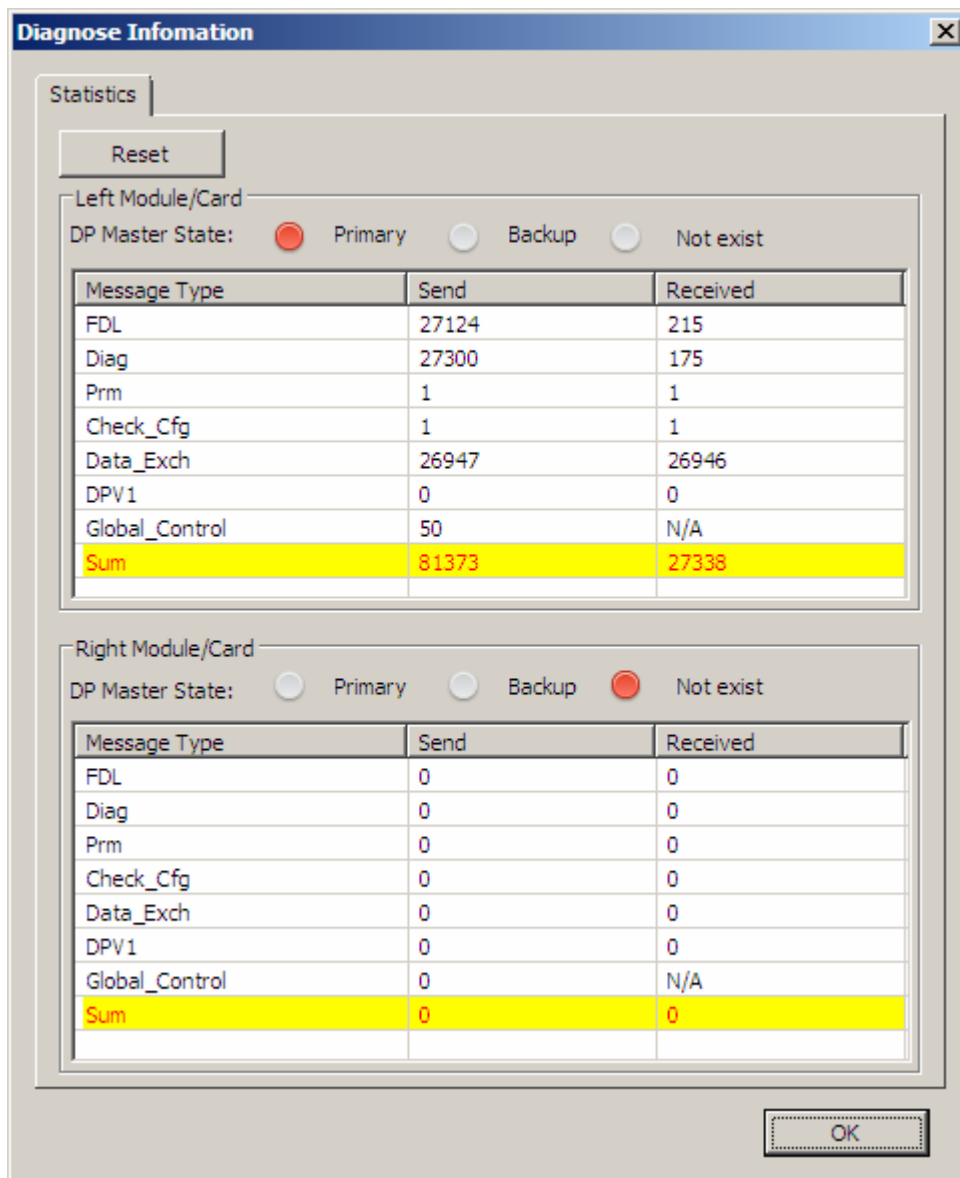 Diagnose Infomation
Statistics
Reset
Left Module/Card
DP Master State: Primary Backup Not exist
Message Type Send Received
FDL 27124 215
Diag 27300 175
Prm 1 1
Check_Cfg 1 1
Data_Exch 26947 26946
DPV1 0 0
Global_Control 50 N/A
Sum 81373 27338
Right Module/Card
DP Master State: Primary Backup Not exist
Message Type Send Received
FDL 0 0
Diag 0 0
Prm 0 0
Check_Cfg 0 0
Data_Exch 0 0
DPV1 0 0
Global_Control 0 N/A
Sum 0 0
OK